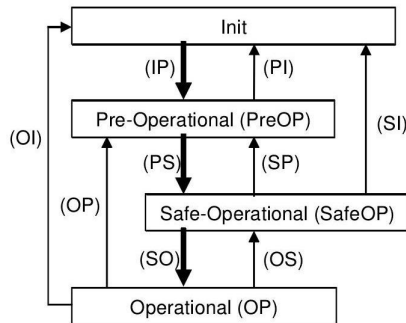 Init
(IP)
(PI)
Pre-Operational (PreOP)
(OI)
(SI)
(PS)
(SP)
(OP)
Safe-Operational (SafeOP)
(SO)
(OS)
Operational (OP)